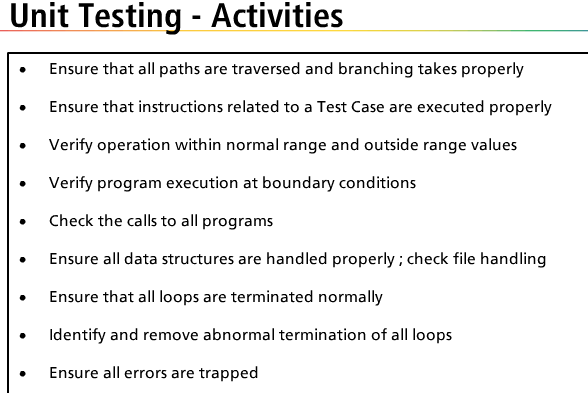 Unit Testing - Activities
• Ensure that all paths are traversed and branching takes properly
• Ensure that instructions related to a Test Case are executed properly
• Verify operation within normal range and outside range values
• Verify program execution at boundary conditions
• Check the calls to all programs
• Ensure all data structures are handled properly ; check file handling
• Ensure that all loops are terminated normally
• Identify and remove abnormal termination of all loops
• Ensure all errors are trapped